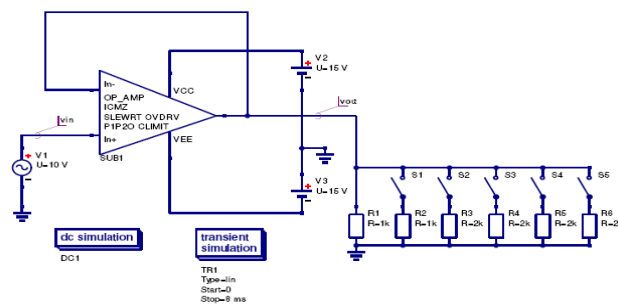 V2
U=15 V
In-
OP_AMP
ICMZ
SLEWRT OVDRV
P1P2O CLIMT
In+
VCC
VEE
SUB1
vin
V1
U=10 V
V3
U=15 V
S1
S2
S3
S4
S5
R1
R=1k
R2
R=1k
R3
R=2k
R4
R=2k
R5
R=2k
R6
R=2
dc simulation
DC1
transient
simulation
TR1
Type=lin
Start=0
Stop=8 ms